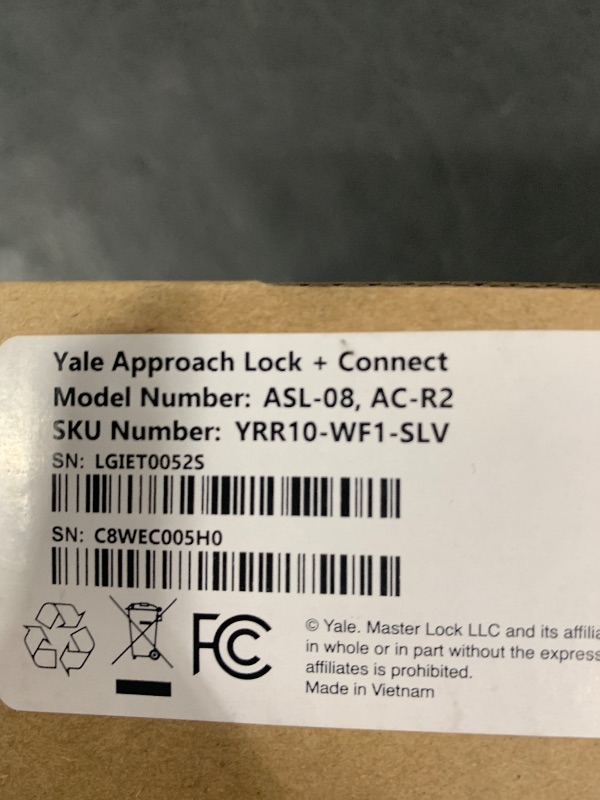 Yale Approach Lock + Connect
Model Number: ASL-08, AC-R2
SKU Number: YRR10-WF1-SLV
SN: LGIET0052S
SN: C8WEC005H0
FC
© Yale. Master Lock LLC and its affilia
in whole or in part without the express
affiliates is prohibited.
Made in Vietnam